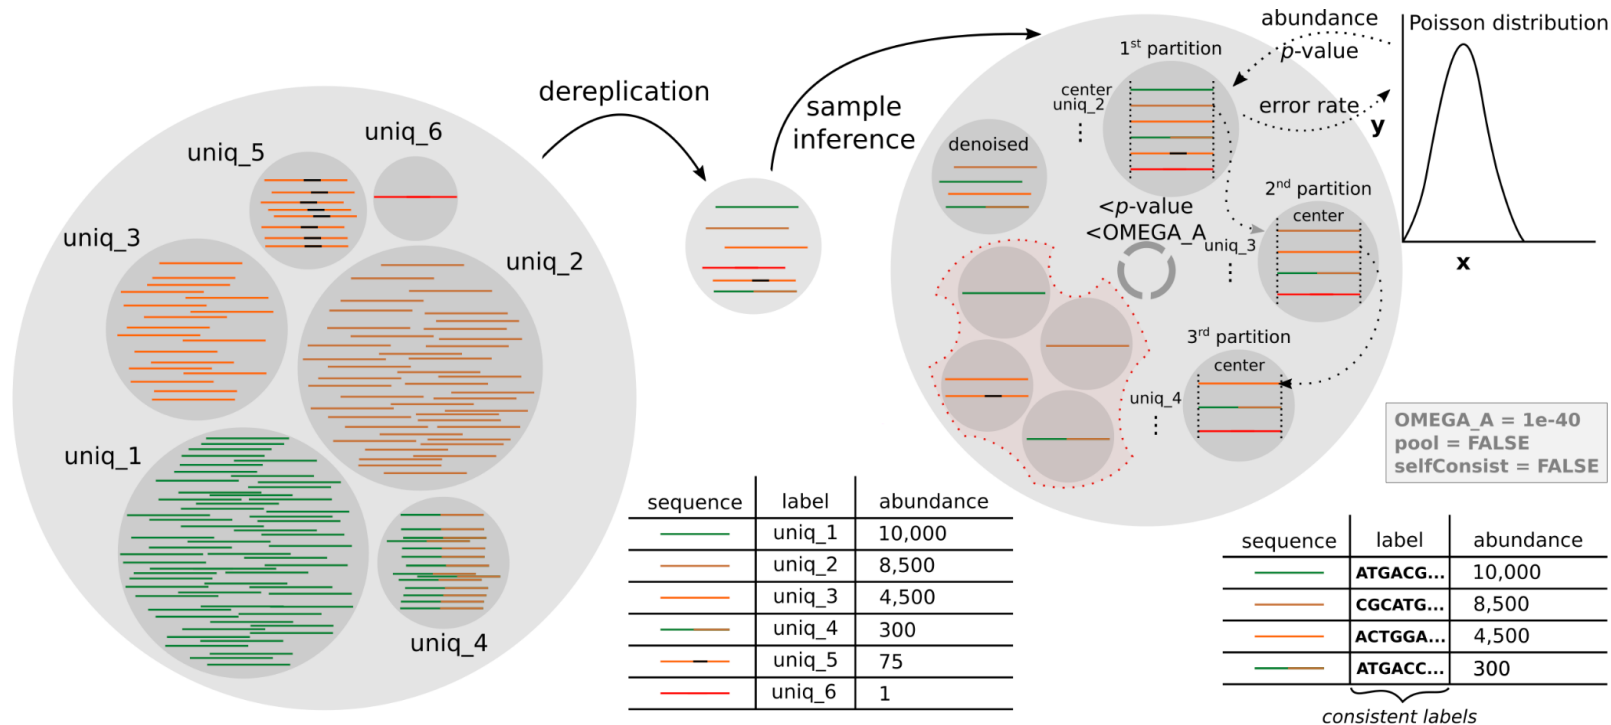 uniq_6
uniq_5
uniq_3
uniq_2
uniq_1
uniq_4
dereplication
sample
inference
1st partition
center
uniq_2
denoised
<p-value
<OMEGA_A
2nd partition
center
uniq_3
3rd partition
center
uniq_4
abundance
p-value
error rate
Poisson distribution
y
x
OMEGA_A = 1e-40
pool = FALSE
selfConsist = FALSE
sequence label abundance
uniq_1 10,000
uniq_2 8,500
uniq_3 4,500
uniq_4 300
uniq_5 75
uniq_6 1
sequence label abundance
ATGACG... 10,000
CGCATG... 8,500
ACTGGA... 4,500
ATGACC... 300
consistent labels